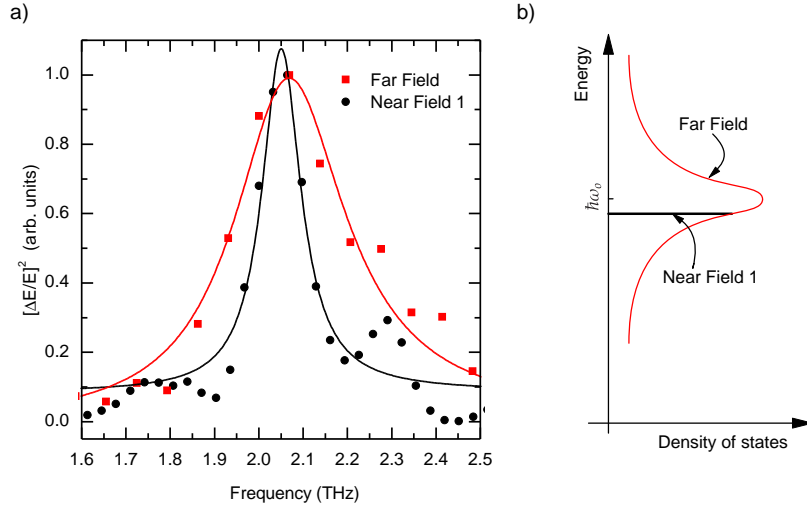 a)
[ΔE/E]² (arb. units)
1.0
0.8
0.6
0.4
0.2
0.0
Far Field
Near Field 1
1.6 1.7 1.8 1.9 2.0 2.1 2.2 2.3 2.4 2.5
Frequency (THz)
b)
Energy
Far Field
ℏω₀
Near Field 1
Density of states